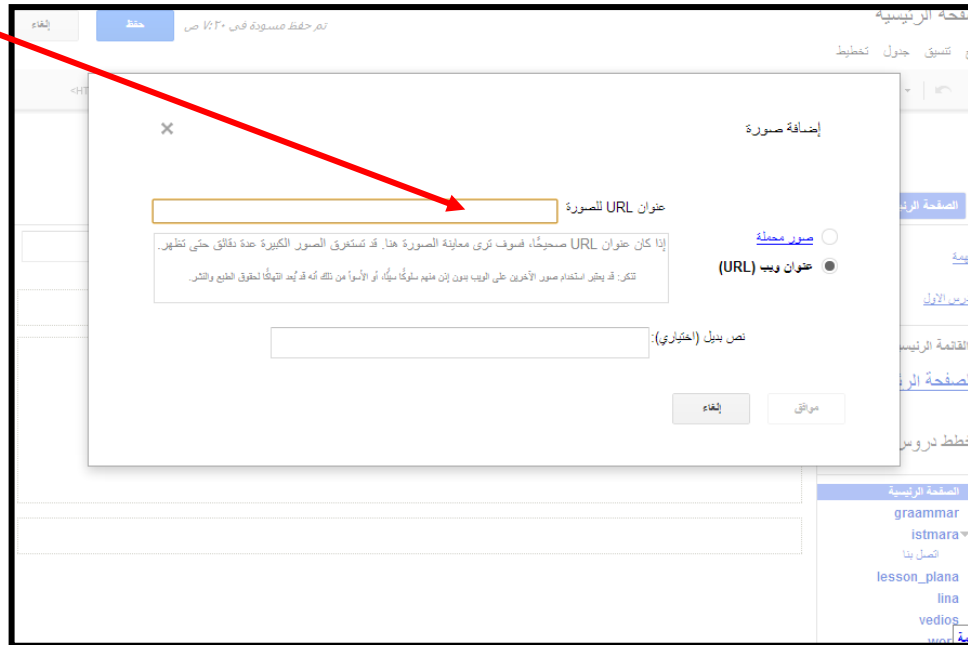 إلغاء
حفظ
تم حفظ مسودة في ٧:٢٠ ص
الرئيسية
تنسيق جدول تخطيط
<HT
إضافة صورة
×
عنوان URL للصورة
صور محملة
عنوان ويب (URL)
إذا كان عنوان URL صحيحًا، فسوف ترى معاينة الصورة هنا. قد تستغرق الصور الكبيرة عدة دقائق حتى تظهر.
تذكر: قد يعتبر استخدام صور الآخرين على الويب بدون إذن منهم سلوكًا سيئًا، أو الأسوأ من ذلك أنه قد يُعد انتهاكًا لحقوق الطبع والنشر.
نص بديل (اختياري):
موافق
إلغاء
الصفحة
الاول
القائمة
دروس
الصفحة الرئيسية
graammar
istmara
اتصل بنا
lesson_plana
lina
vedios